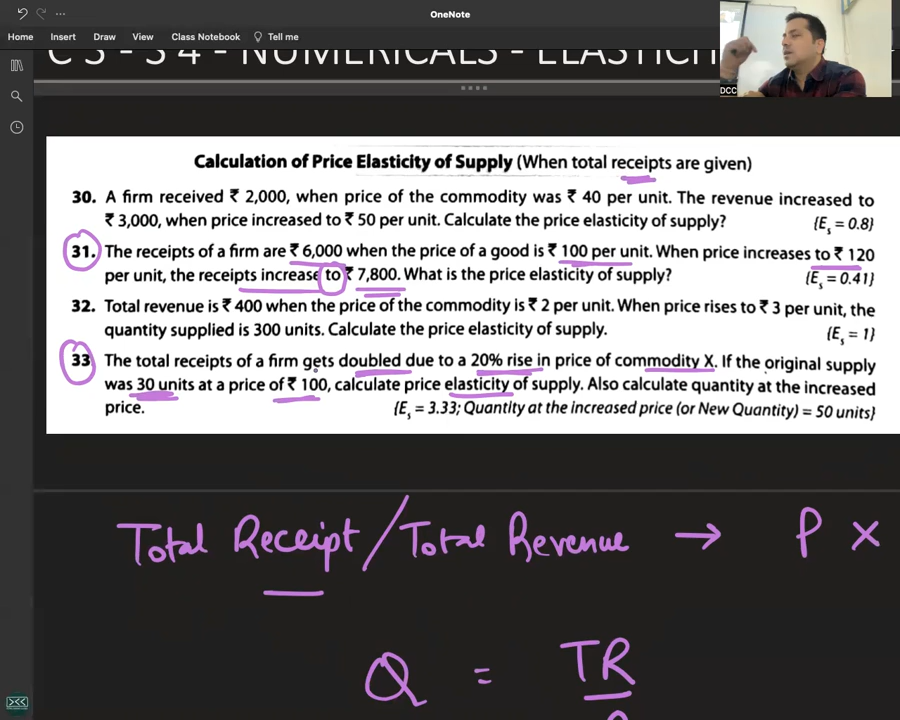 OneNote
Home Insert Draw View Class Notebook Tell me
C 3 - S 4 - NUMERICALS - ELASTICI
DCC
Calculation of Price Elasticity of Supply (When total receipts are given)
30. A firm received ₹ 2,000, when price of the commodity was ₹ 40 per unit. The revenue increased to
₹ 3,000, when price increased to ₹ 50 per unit. Calculate the price elasticity of supply? {Es = 0.8}
31. The receipts of a firm are ₹ 6,000 when the price of a good is ₹ 100 per unit. When price increases to ₹ 120
per unit, the receipts increase to ₹ 7,800. What is the price elasticity of supply? {Es = 0.41}
32. Total revenue is ₹ 400 when the price of the commodity is ₹ 2 per unit. When price rises to ₹ 3 per unit, the
quantity supplied is 300 units. Calculate the price elasticity of supply. {Es = 1}
33 The total receipts of a firm gets doubled due to a 20% rise in price of commodity X. If the original supply
was 30 units at a price of ₹ 100, calculate price elasticity of supply. Also calculate quantity at the increased
price. {Es = 3.33; Quantity at the increased price (or New Quantity) = 50 units}
Total Receipt / Total Revenue → P ×
Q = TR